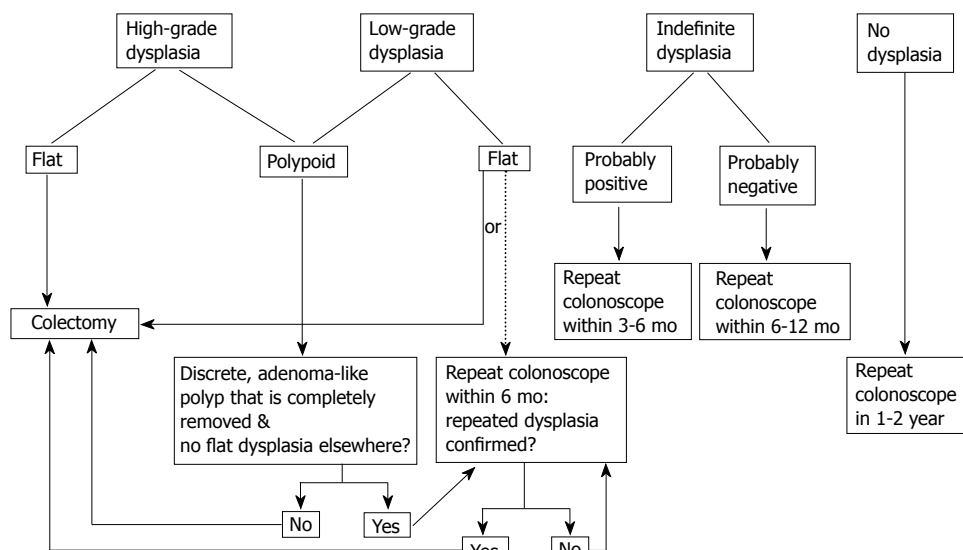 High-grade
dysplasia
Low-grade
dysplasia
Indefinite
dysplasia
No
dysplasia
Flat
Polypoid
Flat
Probably
positive
Probably
negative
or
Repeat
colonoscope
within 3-6 mo
Repeat
colonoscope
within 6-12 mo
Colectomy
Discrete, adenoma-like
polyp that is completely
removed &
no flat dysplasia elsewhere?
Repeat colonoscope
within 6 mo:
repeated dysplasia
confirmed?
Repeat
colonoscope
in 1-2 year
No
Yes
Yes
No